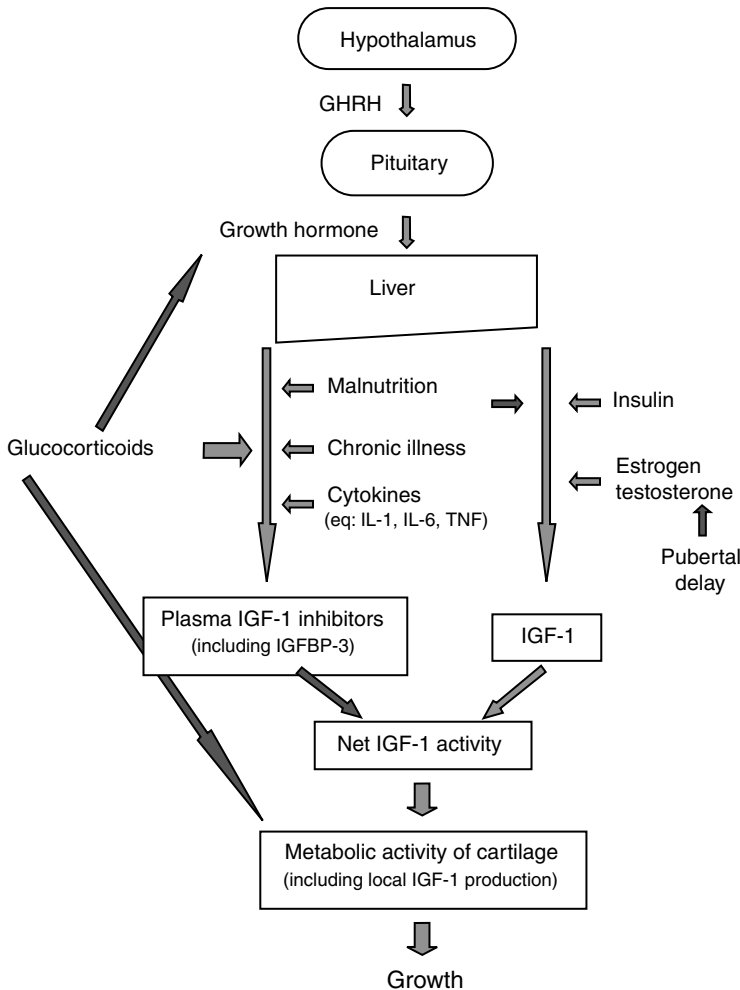 Hypothalamus
GHRH
Pituitary
Growth hormone
Liver
Malnutrition
Insulin
Glucocorticoids
Chronic illness
Estrogen
testosterone
Cytokines
(eq: IL-1, IL-6, TNF)
Pubertal
delay
Plasma IGF-1 inhibitors
(including IGFBP-3)
IGF-1
Net IGF-1 activity
Metabolic activity of cartilage
(including local IGF-1 production)
Growth